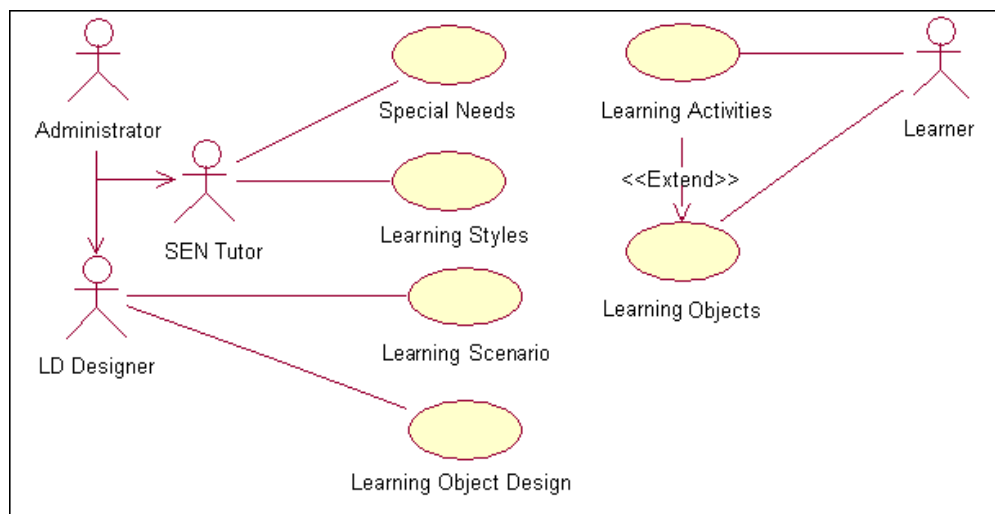 Administrator
Special Needs
Learning Activities
Learner
<<Extend>>
SEN Tutor
Learning Styles
Learning Objects
LD Designer
Learning Scenario
Learning Object Design